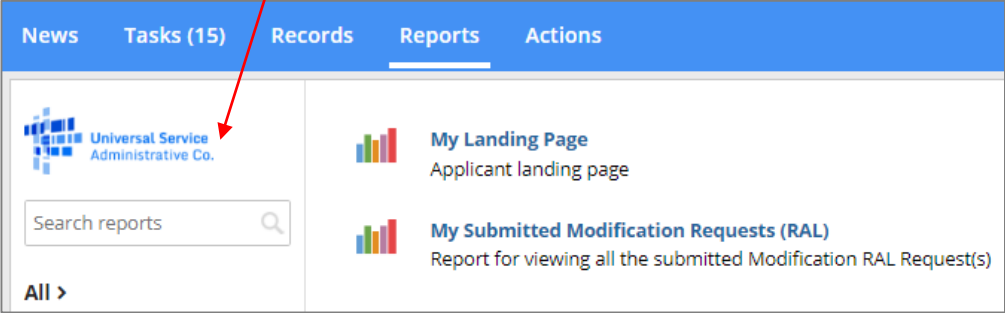 News Tasks (15) Records Reports Actions
Universal Service
Administrative Co.
Search reports
All >
My Landing Page
Applicant landing page
My Submitted Modification Requests (RAL)
Report for viewing all the submitted Modification RAL Request(s)